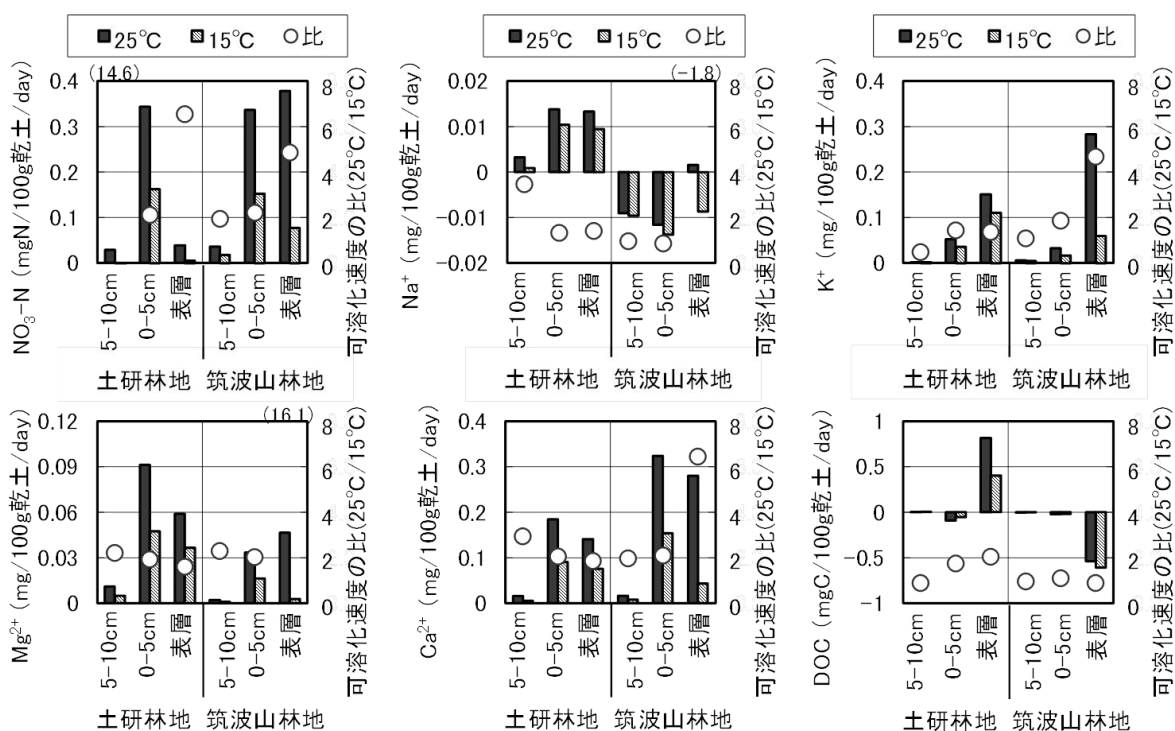 ■25℃ ▧15℃ ○比
■25℃ ▧15℃ ○比
■25℃ ▧15℃ ○比
NO₃-N (mgN/100g乾土/day)
(14.6)
0.4
0.3
0.2
0.1
0
8
6
4
2
0
可溶化速度の比(25℃/15℃)
5-10cm
0-5cm
表層
5-10cm
0-5cm
表層
土研林地 筑波山林地
Na⁺ (mg/100g乾土/day)
(-1.8)
0.02
0.01
0
-0.01
-0.02
8
6
4
2
0
可溶化速度の比(25℃/15℃)
5-10cm
0-5cm
表層
5-10cm
0-5cm
表層
土研林地 筑波山林地
K⁺ (mg/100g乾土/day)
0.4
0.3
0.2
0.1
0
8
6
4
2
0
可溶化速度の比(25℃/15℃)
5-10cm
0-5cm
表層
5-10cm
0-5cm
表層
土研林地 筑波山林地
Mg²⁺ (mg/100g乾土/day)
(16.1)
0.12
0.09
0.06
0.03
0
8
6
4
2
0
可溶化速度の比(25℃/15℃)
5-10cm
0-5cm
表層
5-10cm
0-5cm
表層
土研林地 筑波山林地
Ca²⁺ (mg/100g乾土/day)
0.4
0.3
0.2
0.1
0
8
6
4
2
0
可溶化速度の比(25℃/15℃)
5-10cm
0-5cm
表層
5-10cm
0-5cm
表層
土研林地 筑波山林地
DOC (mgC/100g乾土/day)
1
0.5
0
-0.5
-1
8
6
4
2
0
可溶化速度の比(25℃/15℃)
5-10cm
0-5cm
表層
5-10cm
0-5cm
表層
土研林地 筑波山林地